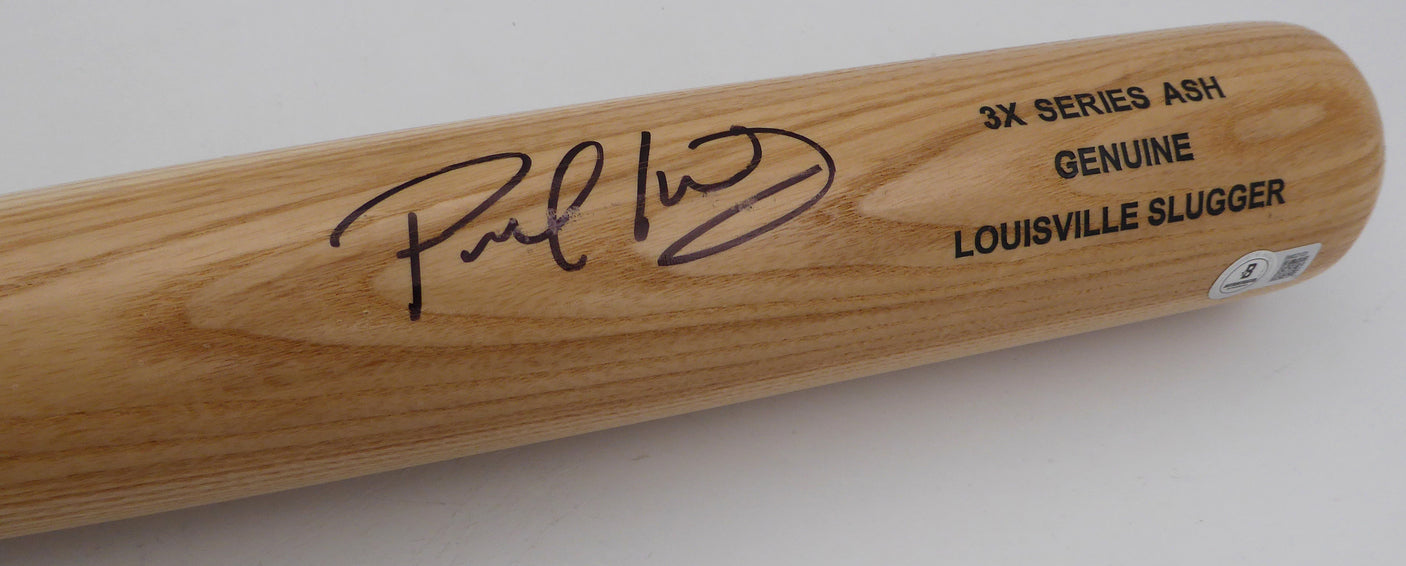 3X SERIES ASH
GENUINE
LOUISVILLE SLUGGER